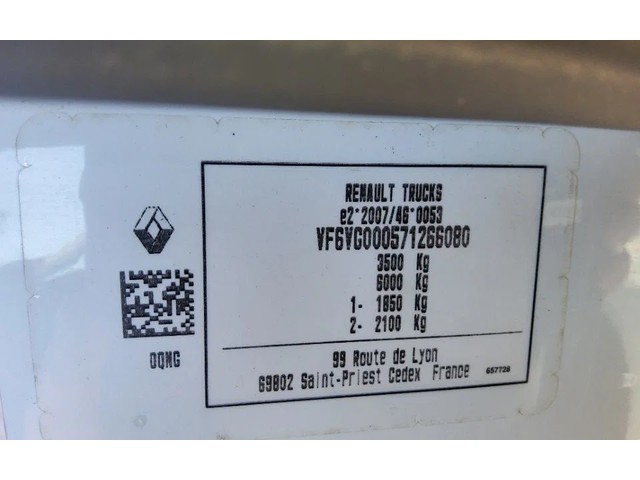 RENAULT TRUCKS
e2*2007/46*0053
VF6VG000571266080
3500 Kg
6000 Kg
1- 1850 Kg
2- 2100 Kg
OQNG
99 Route de Lyon
69802 Saint-Priest Cedex France
657728